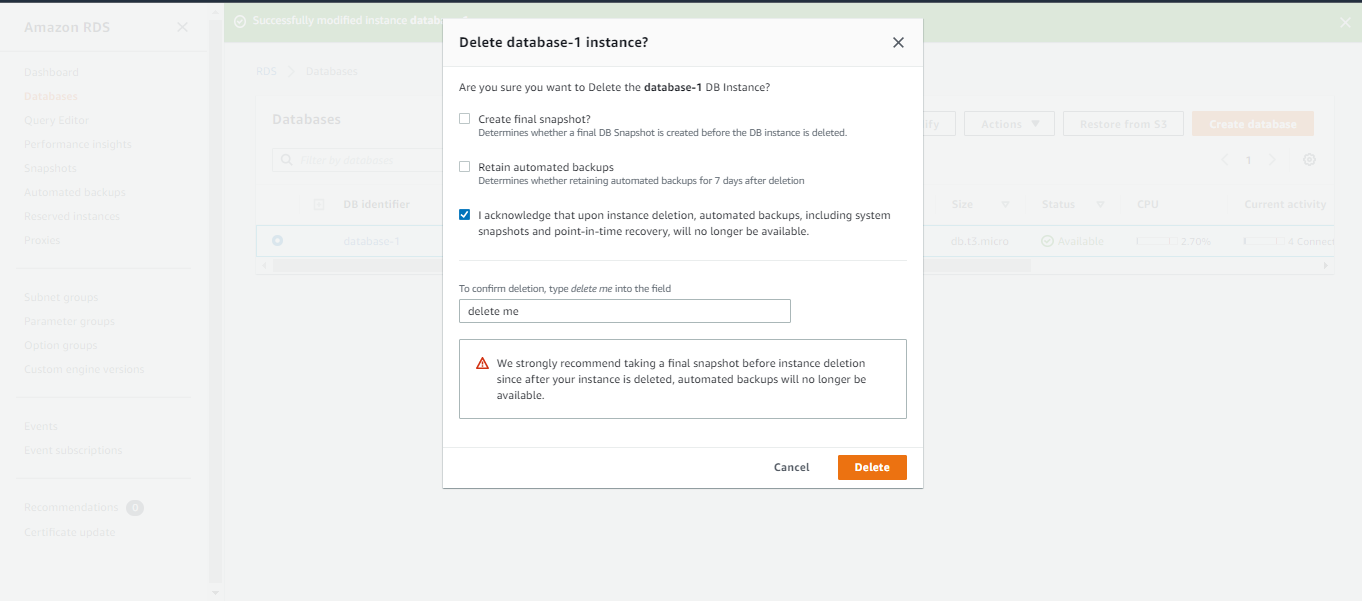 Amazon RDS
Successfully modified instance
Delete database-1 instance?
Dashboard
Databases
Query Editor
Performance insights
Snapshots
Automated backups
Reserved instances
Proxies
Subnet groups
Parameter groups
Option groups
Custom engine versions
Events
Event subscriptions
Recommendations 0
Certificate update
RDS > Databases
Databases
Actions
Restore from S3
Create database
Filter by databases
1
DB identifier
Size
Status
CPU
Current activity
database-1
db.t3.micro
Available
2.70%
4 Connecti
Are you sure you want to Delete the database-1 DB Instance?
Create final snapshot?
Determines whether a final DB Snapshot is created before the DB instance is deleted.
Retain automated backups
Determines whether retaining automated backups for 7 days after deletion
I acknowledge that upon instance deletion, automated backups, including system
snapshots and point-in-time recovery, will no longer be available.
To confirm deletion, type delete me into the field
delete me
We strongly recommend taking a final snapshot before instance deletion
since after your instance is deleted, automated backups will no longer be
available.
Cancel
Delete